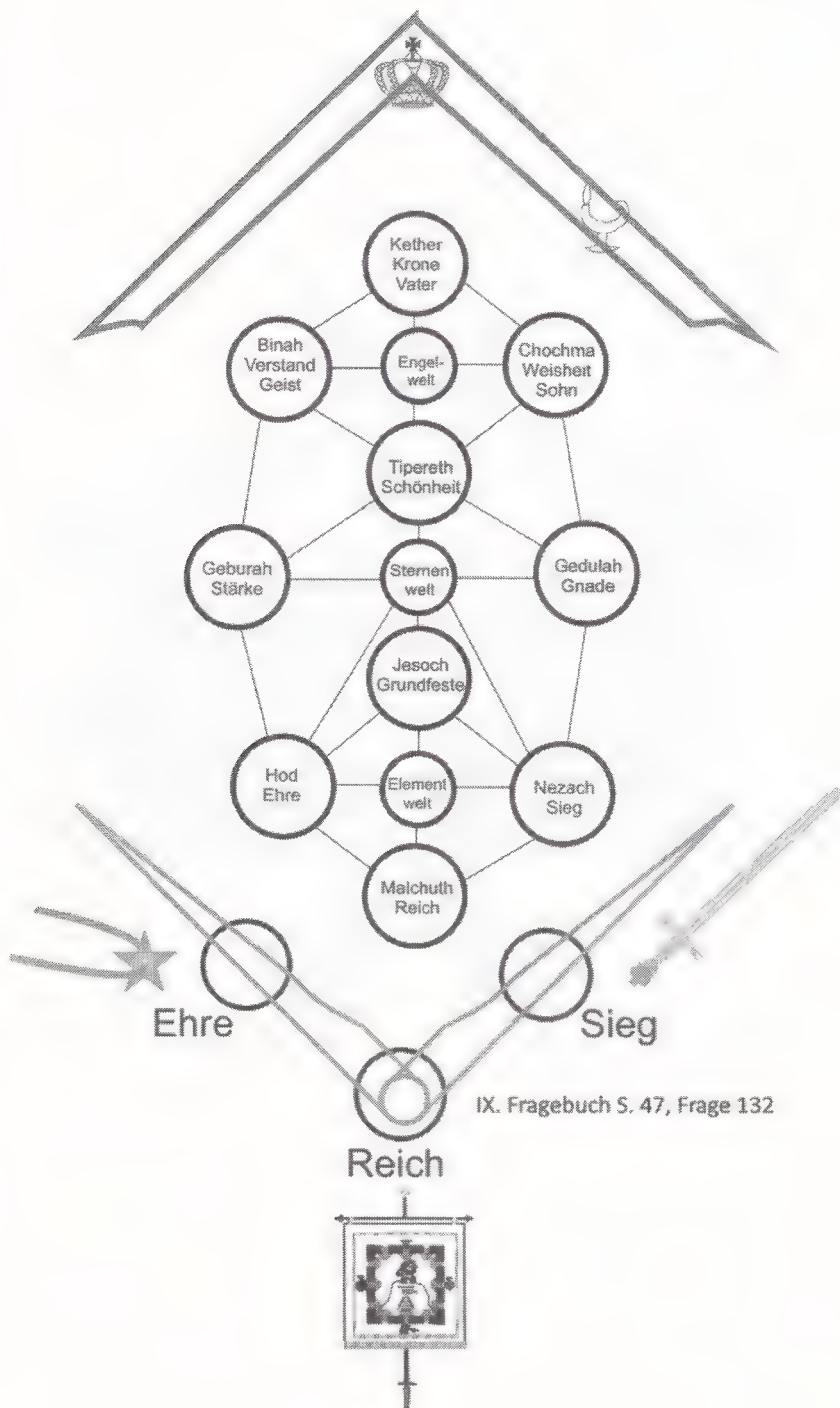 Kether
Krone
Vater
Binah
Verstand
Geist
Engel-
welt
Chochma
Weisheit
Sohn
Tipereth
Schönheit
Geburah
Stärke
Sternen
welt
Gedulah
Gnade
Jesoch
Grundfeste
Hod
Ehre
Element
welt
Nezach
Sieg
Malchuth
Reich
Ehre
Sieg
IX. Fragebuch S. 47, Frage 132
Reich